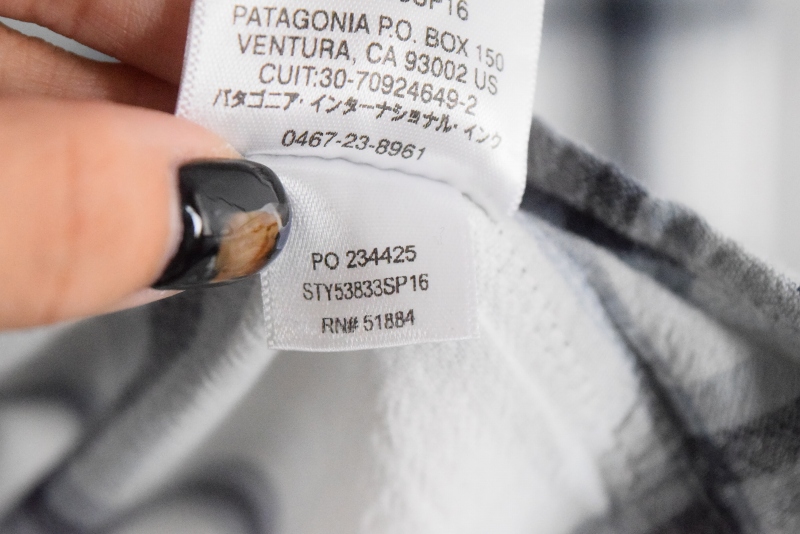 SP16
PATAGONIA P.O. BOX 150
VENTURA, CA 93002 US
CUIT:30-70924649-2
パタゴニア・インターナショナル・インク
0467-23-8961
PO 234425
STY53833SP16
RN# 51884